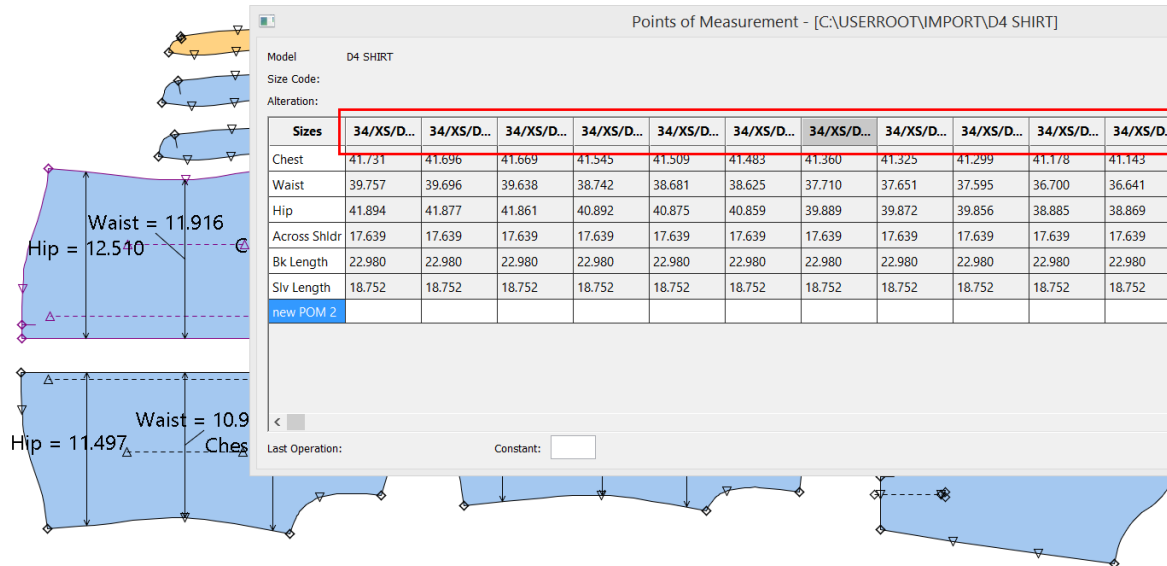 Points of Measurement - [C:\USERROOT\IMPORT\D4 SHIRT]
Model D4 SHIRT
Size Code:
Alteration:
Sizes 34/XS/D... 34/XS/D... 34/XS/D... 34/XS/D... 34/XS/D... 34/XS/D... 34/XS/D... 34/XS/D... 34/XS/D... 34/XS/D... 34/XS/D..
Chest 41.731 41.696 41.669 41.545 41.509 41.483 41.360 41.325 41.299 41.178 41.143
Waist 39.757 39.696 39.638 38.742 38.681 38.625 37.710 37.651 37.595 36.700 36.641
Hip 41.894 41.877 41.861 40.892 40.875 40.859 39.889 39.872 39.856 38.885 38.869
Across Shldr 17.639 17.639 17.639 17.639 17.639 17.639 17.639 17.639 17.639 17.639 17.639
Bk Length 22.980 22.980 22.980 22.980 22.980 22.980 22.980 22.980 22.980 22.980 22.980
Slv Length 18.752 18.752 18.752 18.752 18.752 18.752 18.752 18.752 18.752 18.752 18.752
new POM 2
Last Operation: Constant:
Waist = 11.916
Hip = 12.540 C
Waist = 10.9
Hip = 11.497 Ches